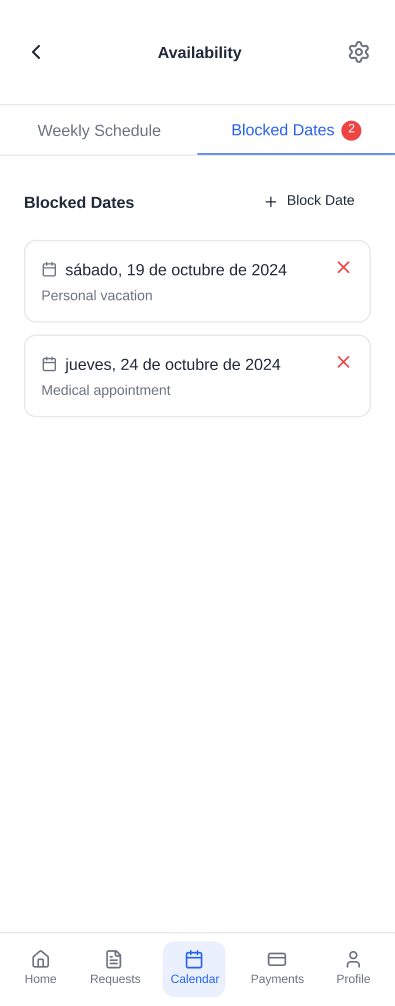 Availability
Weekly Schedule
Blocked Dates 2
Blocked Dates
Block Date
sábado, 19 de octubre de 2024
Personal vacation
jueves, 24 de octubre de 2024
Medical appointment
Home
Requests
Calendar
Payments
Profile